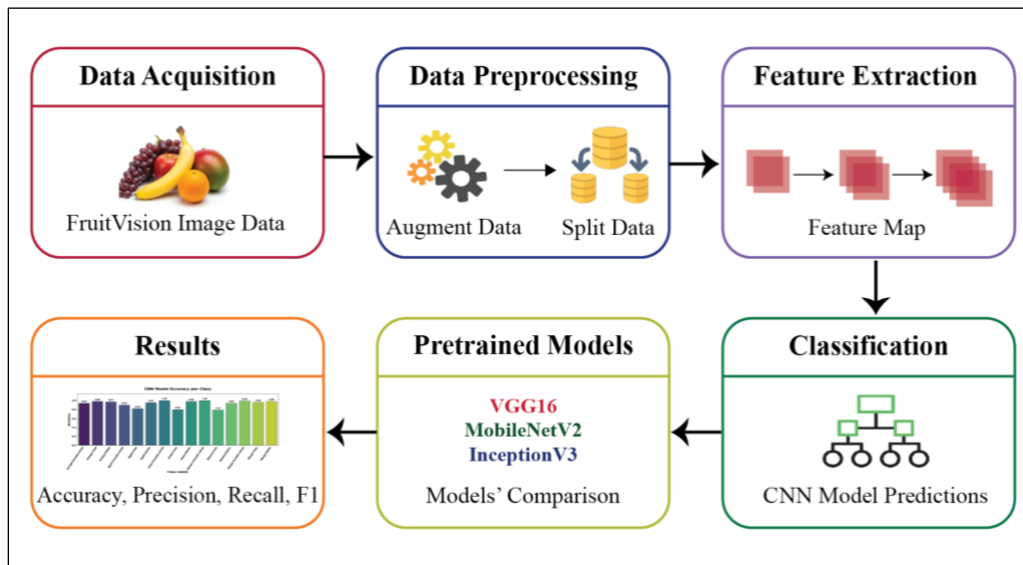 Data Acquisition
FruitVision Image Data
Data Preprocessing
Augment Data
Split Data
Feature Extraction
Feature Map
Results
CNN Model Accuracy per Class
Accuracy, Precision, Recall, F1
Pretrained Models
VGG16
MobileNetV2
InceptionV3
Models’ Comparison
Classification
CNN Model Predictions